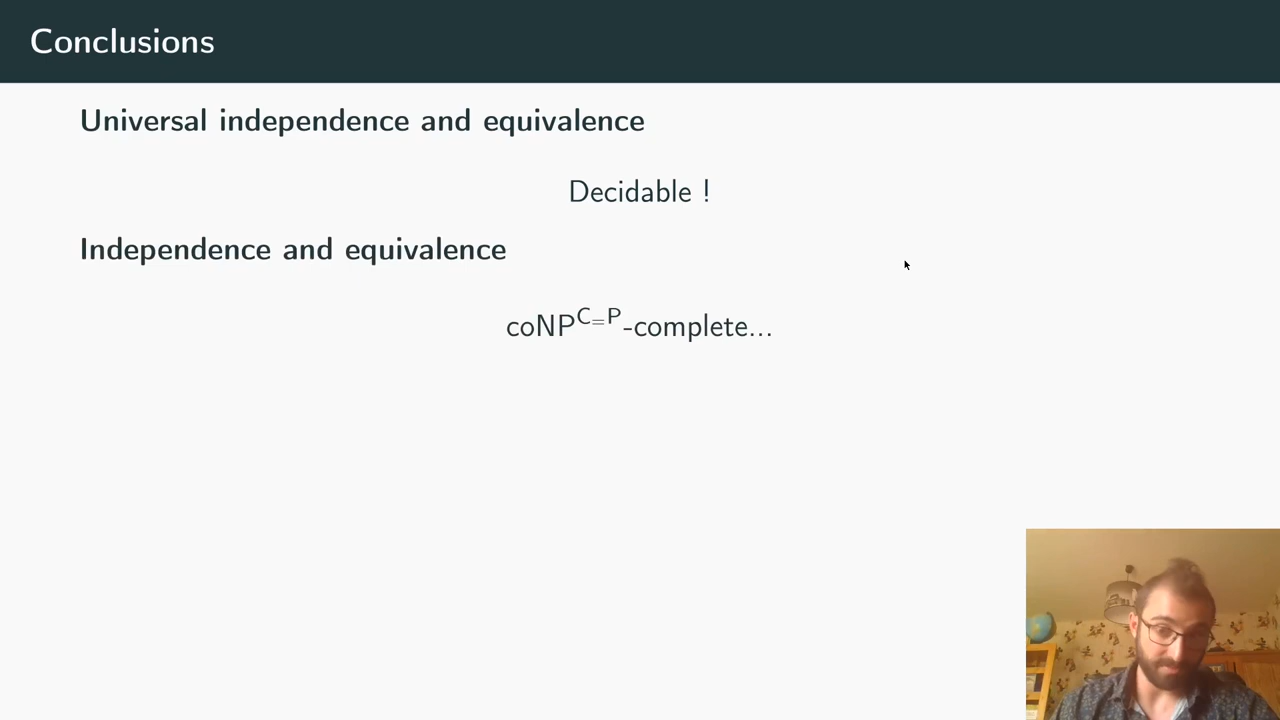 Conclusions
Universal independence and equivalence
Decidable !
Independence and equivalence
coNP^{C=P}-complete...